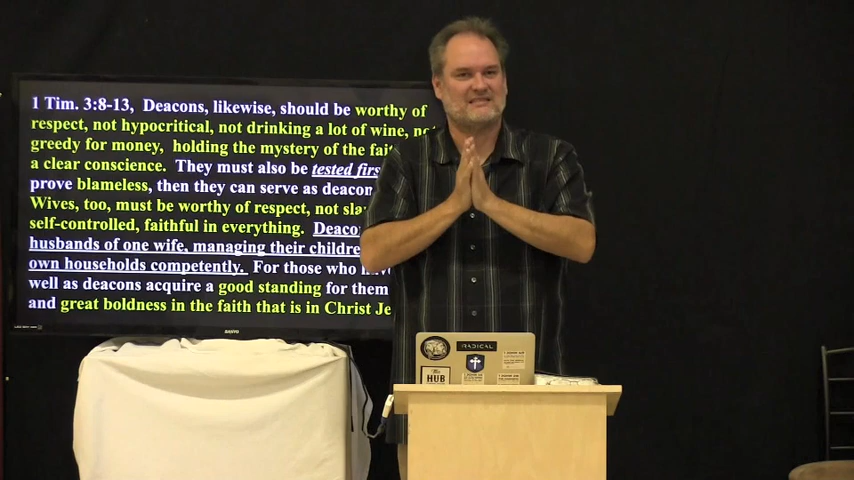 1 Tim. 3:8-13, Deacons, likewise, should be worthy of
respect, not hypocritical, not drinking a lot of wine,
greedy for money, holding the mystery of the
a clear conscience. They must also be tested
prove blameless, then they can serve as
Wives, too, must be worthy of respect, not
self-controlled, faithful in everything.
husbands of one wife, managing their
own households competently. For those who
well as deacons acquire a good standing for them
and great boldness in the faith that is in Christ
SANYO
RADICAL
HUB